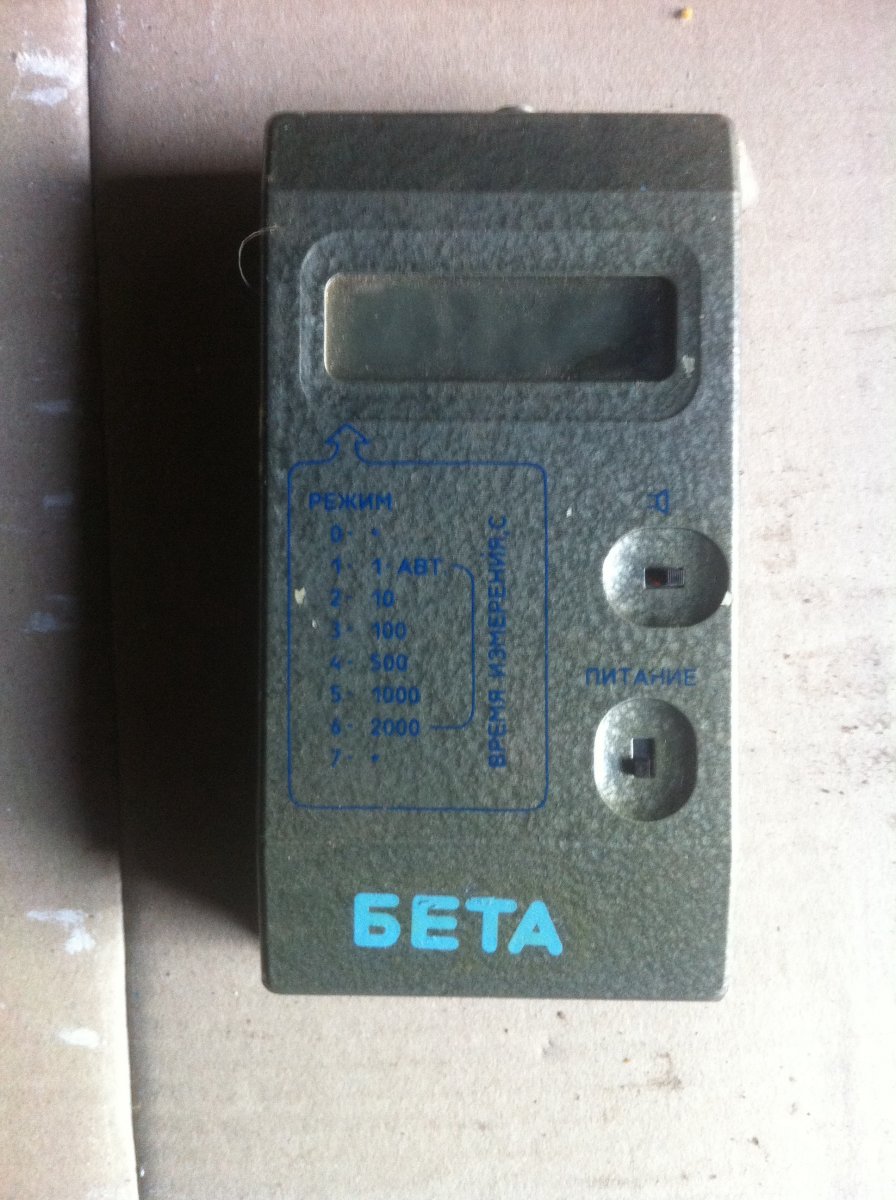 РЕЖИМ
0 · *
1 · 1 АВТ
2 · 10
3 · 100
4 · 500
5 · 1000
6 · 2000
7 · *
ВРЕМЯ ИЗМЕРЕНИЯ, С
ПИТАНИЕ
БЕТА